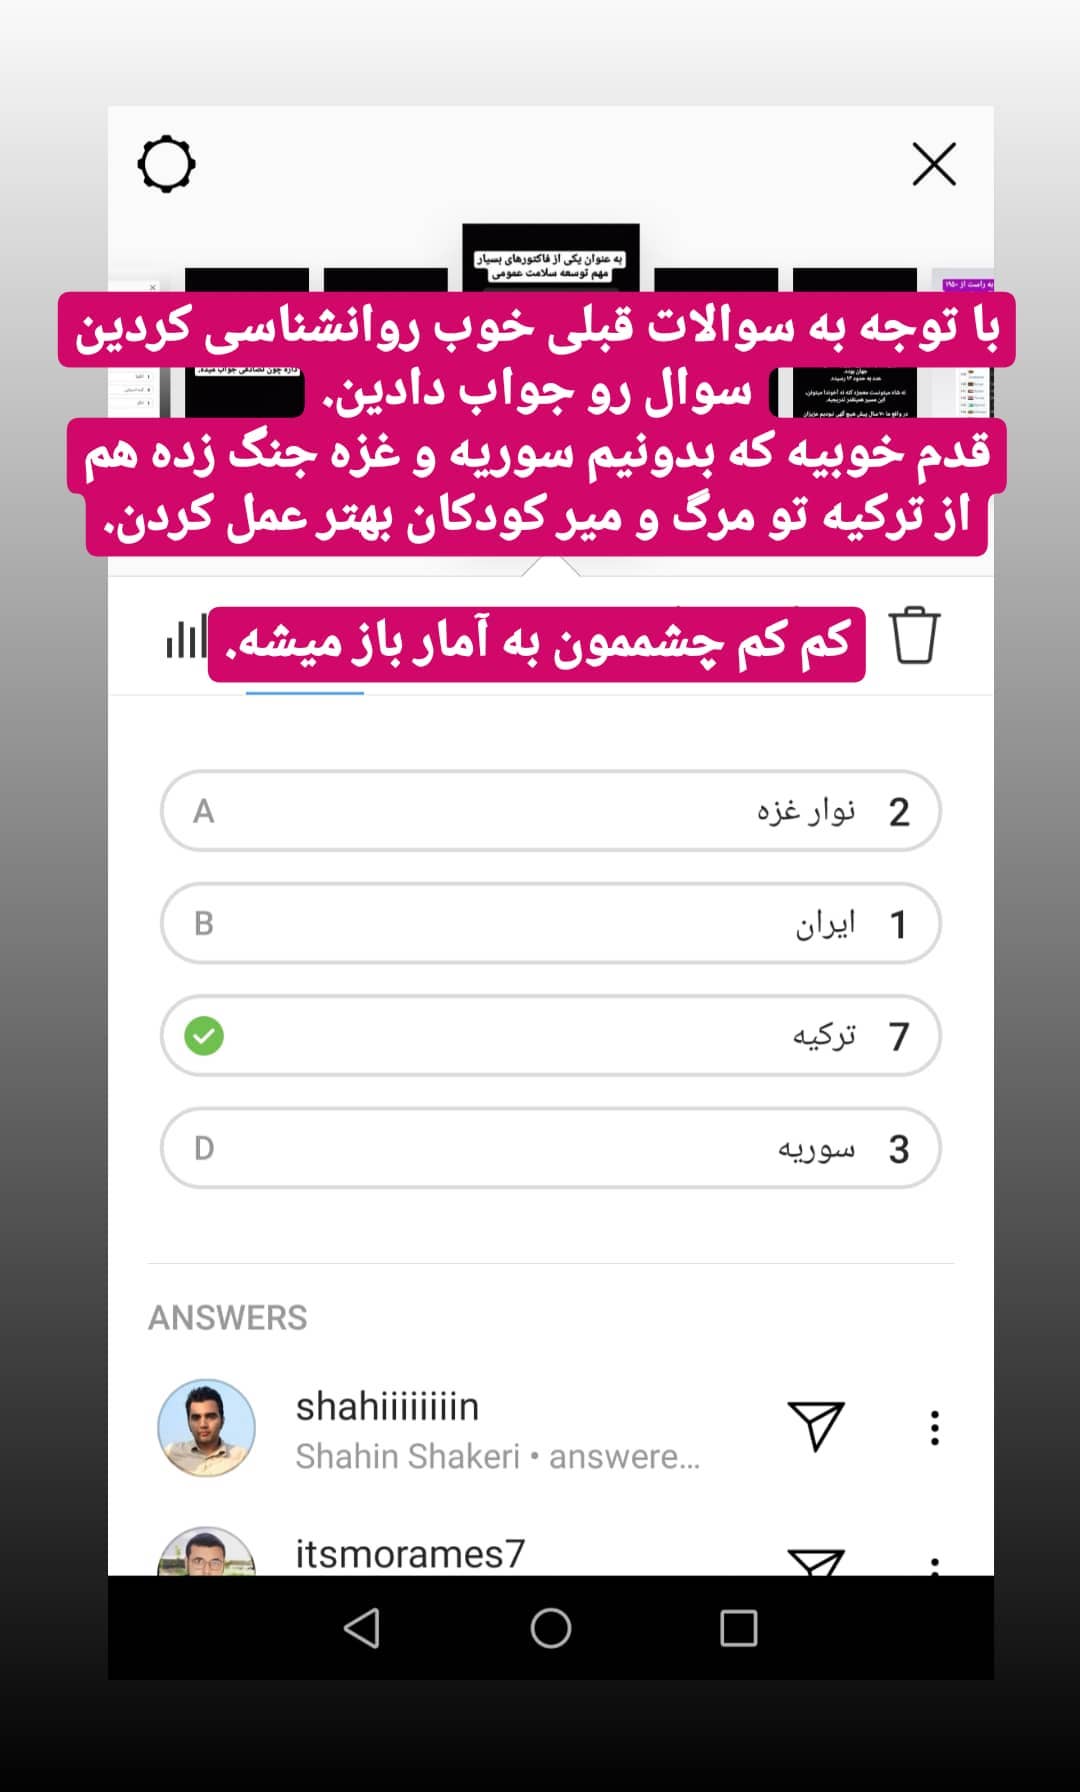 به عنوان یکی از فاکتورهای بسیار
مهم توسعه سلامت عمومی
با توجه به سوالات قبلی خوب روانشناسی کردین
سوال رو جواب دادین.
قدم خوبیه که بدونیم سوریه و غزه جنگ زده هم
از ترکیه تو مرگ و میر کودکان بهتر عمل کردن.
کم کم چشممون به آمار باز میشه.
A نوار غزه 2
B ایران 1
ترکیه 7
D سوریه 3
ANSWERS
shahiiiiiiiin
Shahin Shakeri • answere...
itsmorames7